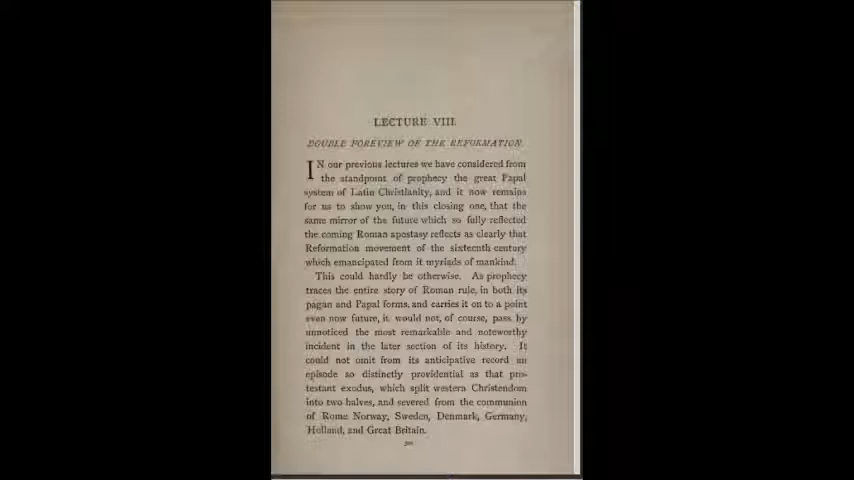 LECTURE VIII.
DOUBLE FOREVIEW OF THE REFORMATION.
IN our previous lectures we have considered from
the standpoint of prophecy the great Papal
system of Latin Christianity, and it now remains
for us to show you, in this closing one, that the
same mirror of the future which so fully reflected
the coming Roman apostasy reflects as clearly that
Reformation movement of the sixteenth century
which emancipated from it myriads of mankind.
This could hardly be otherwise. As prophecy
traces the entire story of Roman rule, in both its
pagan and Papal forms, and carries it on to a point
even now future, it would not, of course, pass by
unnoticed the most remarkable and noteworthy
incident in the later section of its history. It
could not omit from its anticipative record an
episode so distinctly providential as that pro-
testant exodus, which split western Christendom
into two halves, and severed from the communion
of Rome Norway, Sweden, Denmark, Germany,
Holland, and Great Britain.